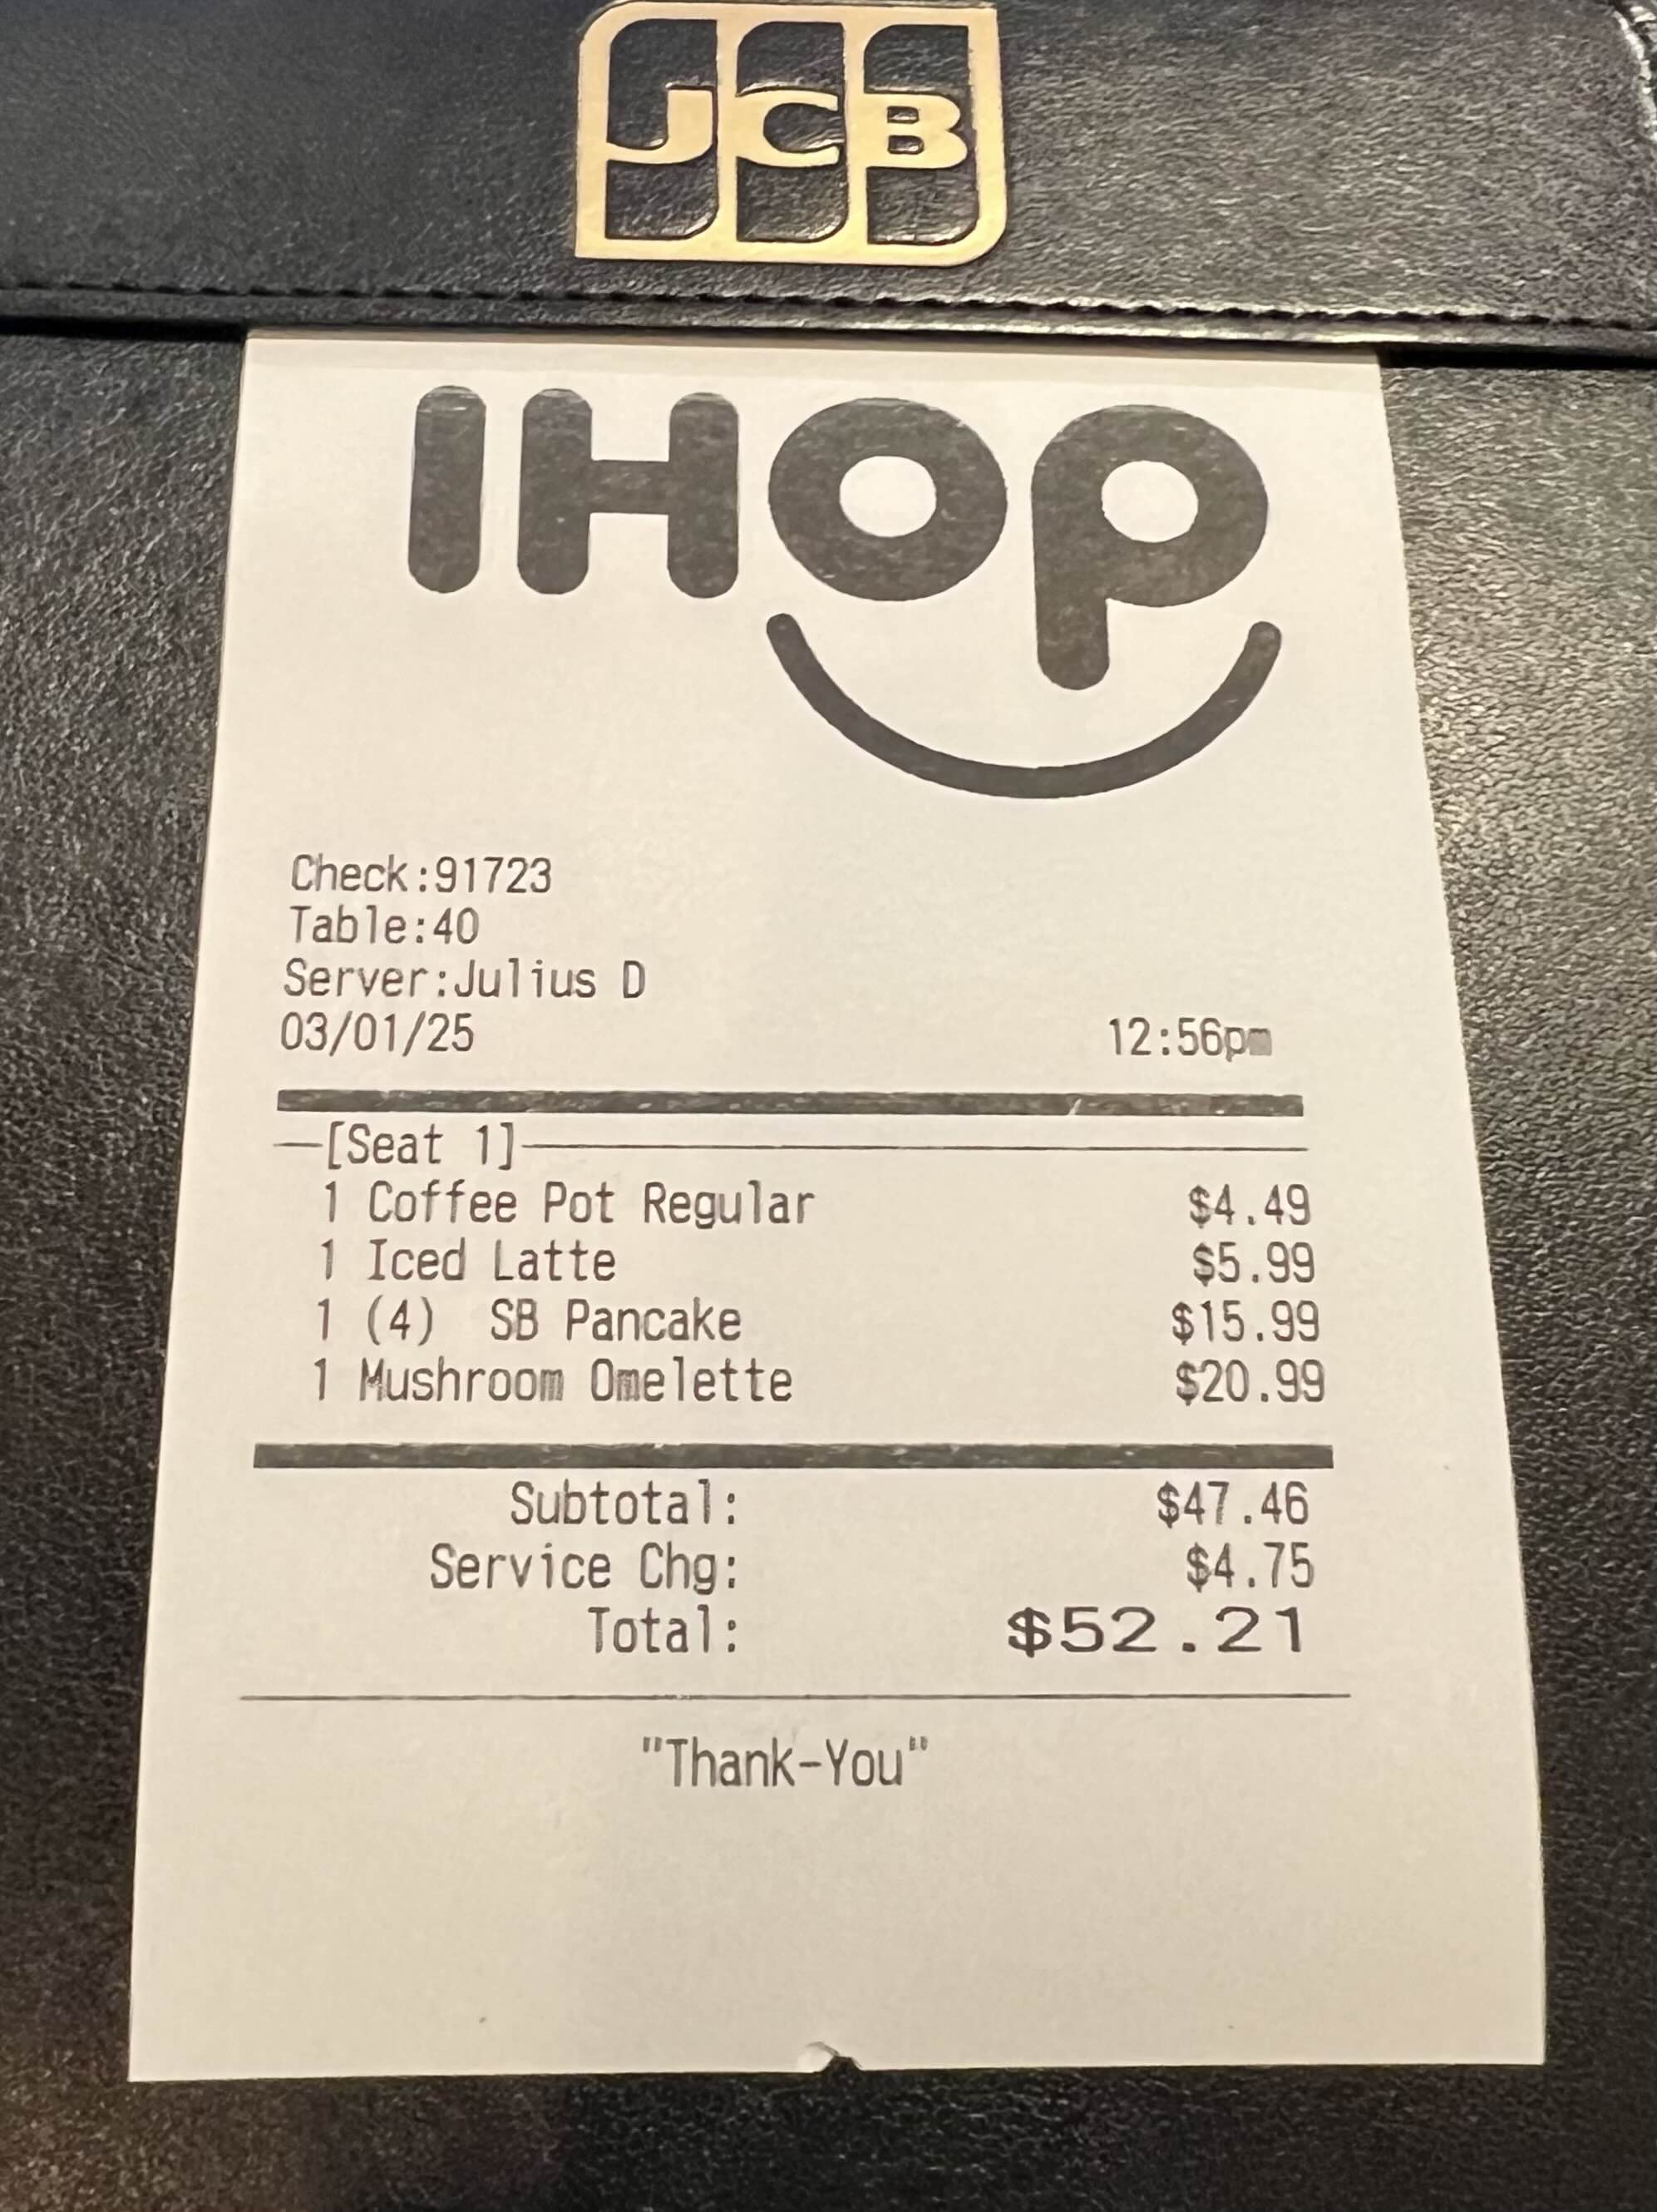 JCB
IHOP
Check:91723
Table:40
Server:Julius D
03/01/25 12:56pm
[Seat 1]
1 Coffee Pot Regular $4.49
1 Iced Latte $5.99
1 (4) SB Pancake $15.99
1 Mushroom Omelette $20.99
Subtotal: $47.46
Service Chg: $4.75
Total: $52.21
"Thank-You"